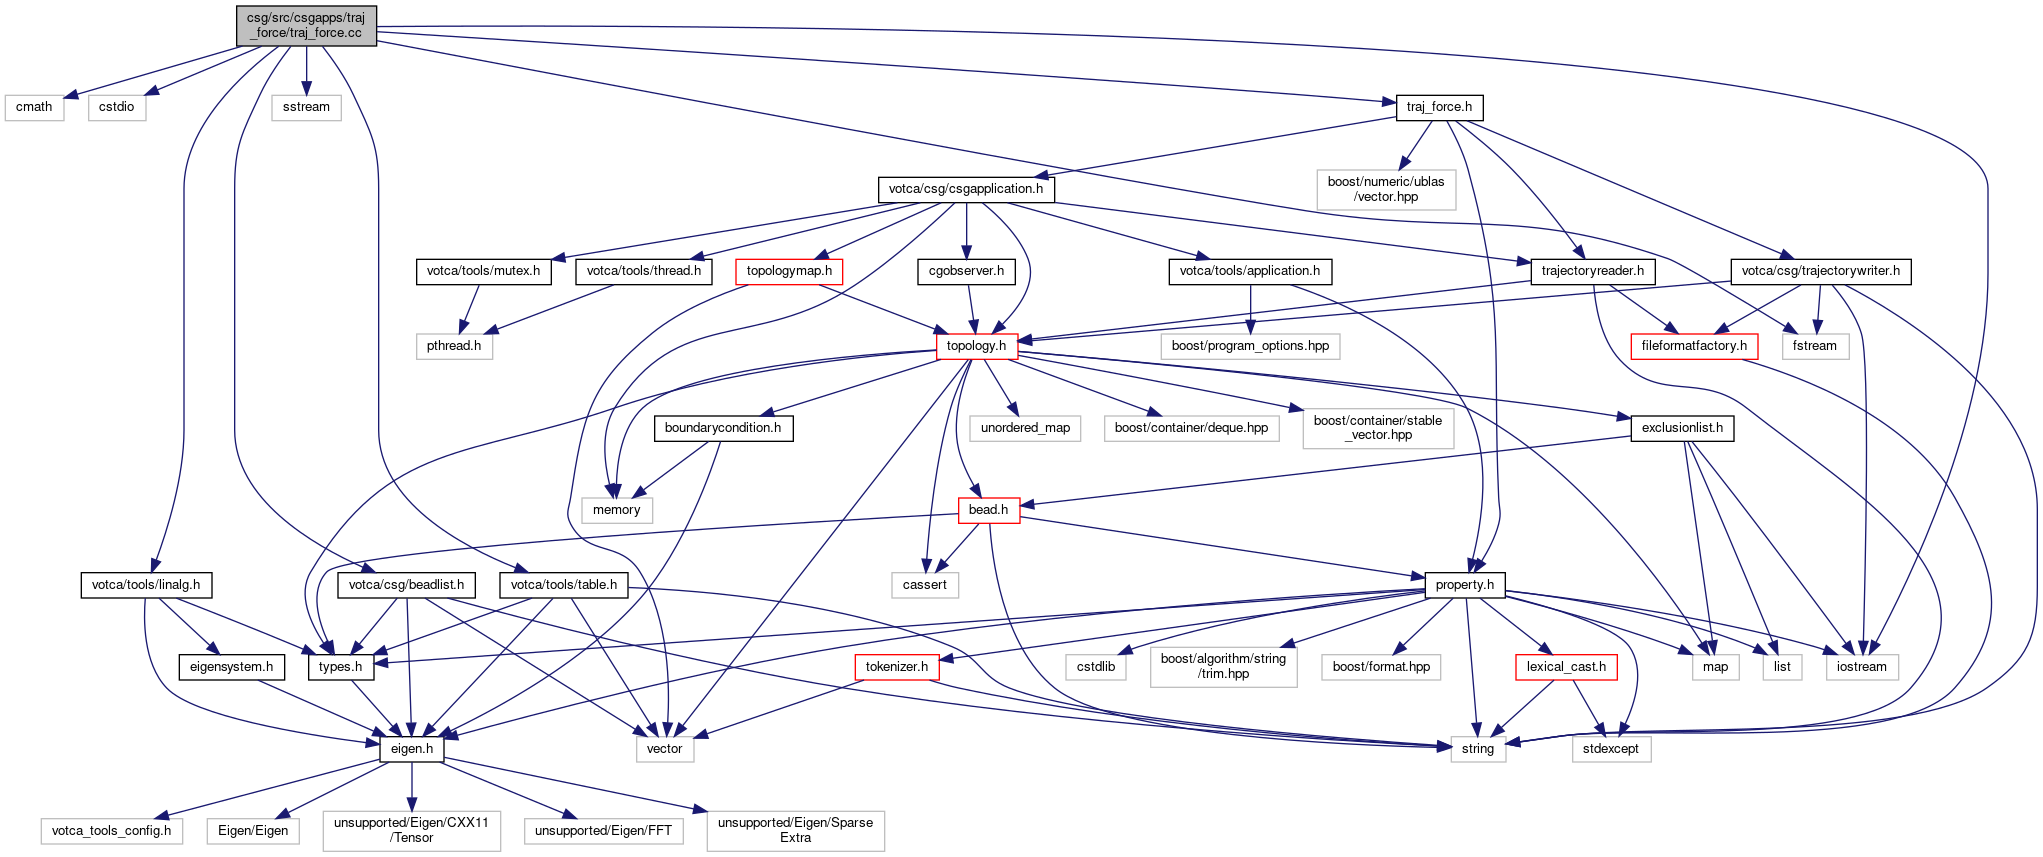 csg/src/csgapps/traj
_force/traj_force.cc
cmath
cstdio
sstream
traj_force.h
votca/csg/csgapplication.h
boost/numeric/ublas
/vector.hpp
votca/tools/mutex.h
votca/tools/thread.h
topologymap.h
cgobserver.h
votca/tools/application.h
trajectoryreader.h
votca/csg/trajectorywriter.h
pthread.h
topology.h
boost/program_options.hpp
fileformatfactory.h
fstream
boundarycondition.h
unordered_map
boost/container/deque.hpp
boost/container/stable
_vector.hpp
exclusionlist.h
memory
bead.h
votca/tools/linalg.h
votca/csg/beadlist.h
votca/tools/table.h
cassert
property.h
eigensystem.h
types.h
tokenizer.h
cstdlib
boost/algorithm/string
/trim.hpp
boost/format.hpp
lexical_cast.h
map
list
iostream
eigen.h
vector
string
stdexcept
votca_tools_config.h
Eigen/Eigen
unsupported/Eigen/CXX11
/Tensor
unsupported/Eigen/FFT
unsupported/Eigen/Sparse
Extra